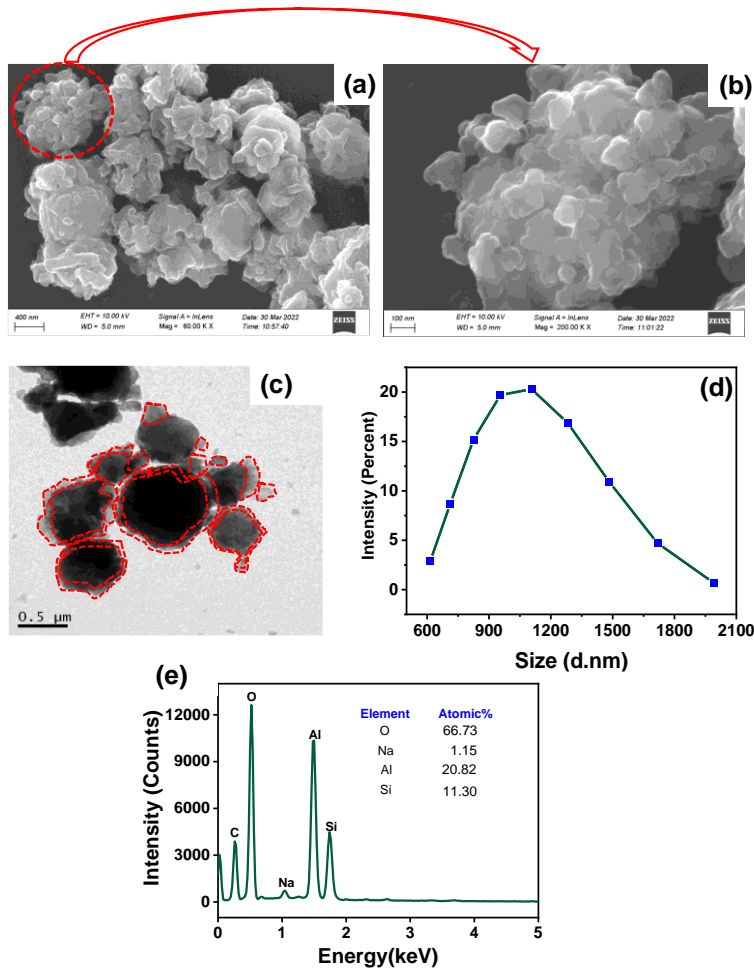 (a)
400 nm
EHT = 10.00 kV
WD = 5.0 mm
Signal A = InLens
Mag = 60.00 K X
Date: 30 Mar 2022
Time: 10:57:40
ZEISS
(b)
100 nm
EHT = 10.00 kV
WD = 5.0 mm
Signal A = InLens
Mag = 200.00 K X
Date: 30 Mar 2022
Time: 11:01:22
ZEISS
(c)
0.5 µm
(d)
Intensity (Percent)
20
15
10
5
0
600 900 1200 1500 1800 2100
Size (d.nm)
(e)
Intensity (Counts)
12000
9000
6000
3000
0
C
O
Na
Al
Si
Element Atomic%
O 66.73
Na 1.15
Al 20.82
Si 11.30
0 1 2 3 4 5
Energy(keV)